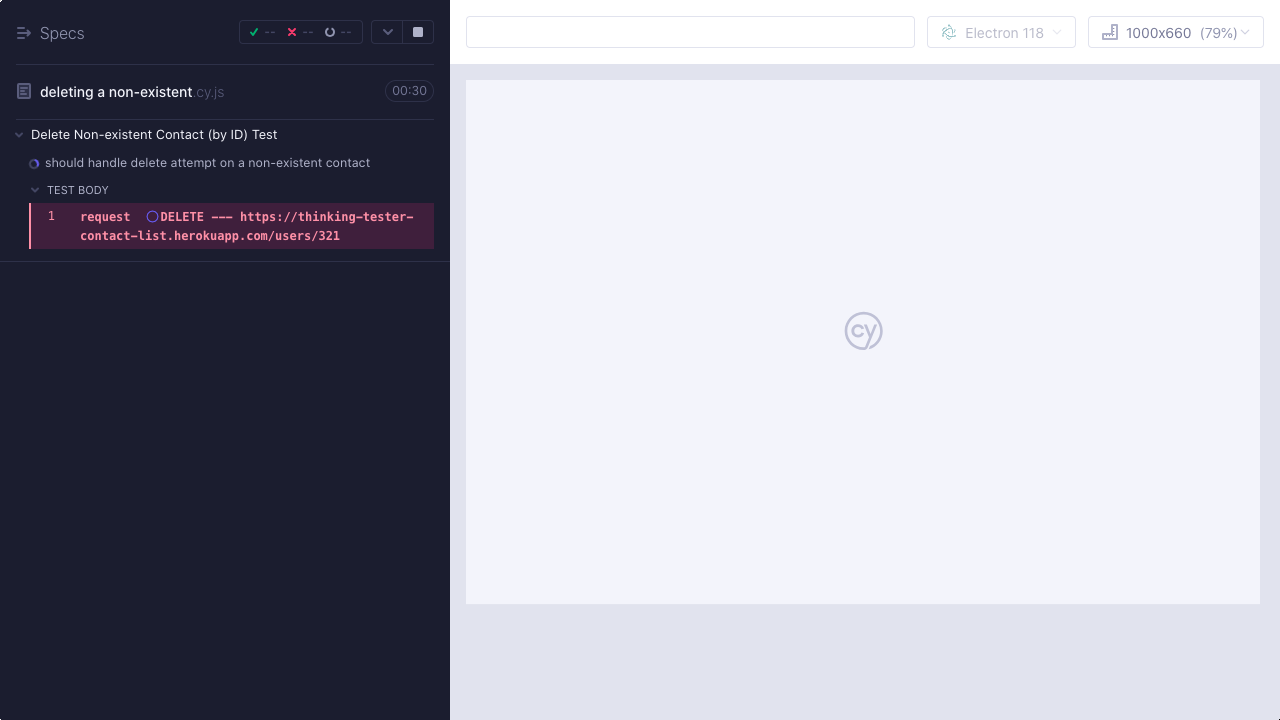 Specs
-- -- --
Electron 118
1000x660 (79%)
deleting a non-existent.cy.js
00:30
Delete Non-existent Contact (by ID) Test
should handle delete attempt on a non-existent contact
TEST BODY
1 request DELETE --- https://thinking-tester-
contact-list.herokuapp.com/users/321
cy